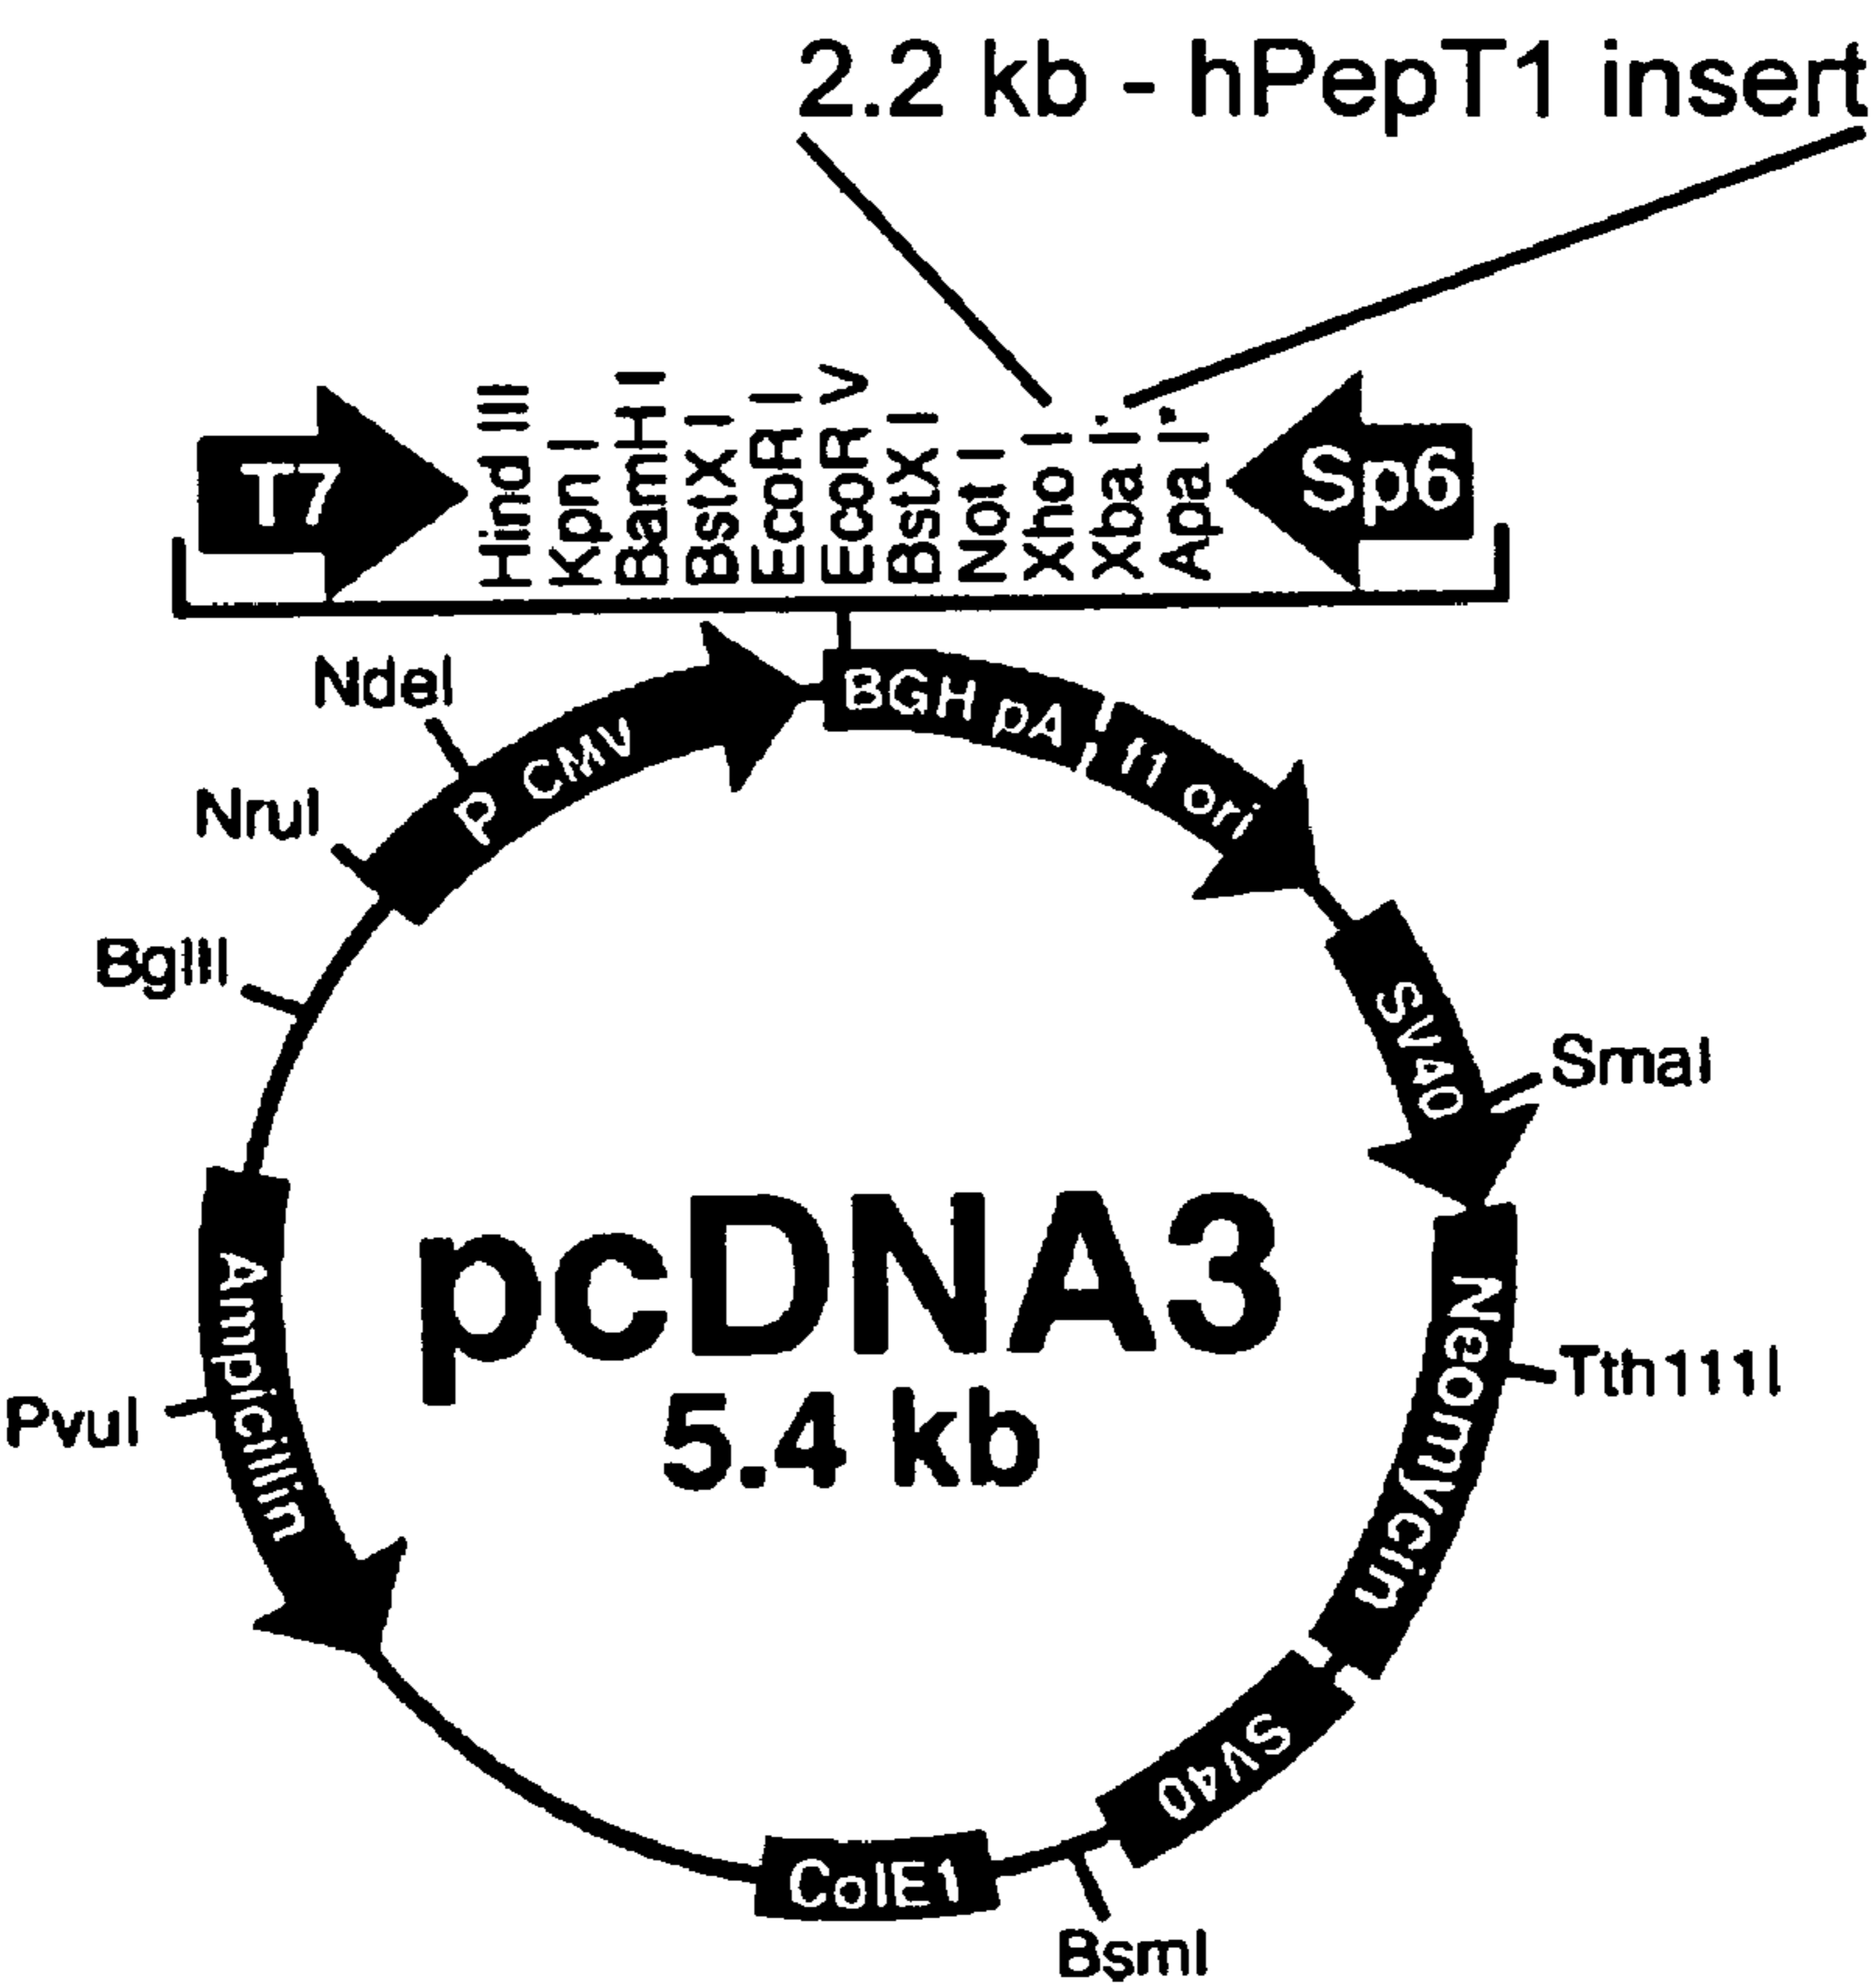 2.2 kb - hPepT1 insert
T7
Hind III
Kpn I
BamH I
Bstx I
EcoR I
EcoR V
BstX I
Not I
Xho I
Xba I.
Apa I.
Sp6
NdeI
P CMV
BGH pA
f1 ori
NruI
BglII
SV40
SmaI
pcDNA3
5.4 kb
Ampicillin
Neomycin
Tth111I
PvuI
SV40
ColE1
BsmI